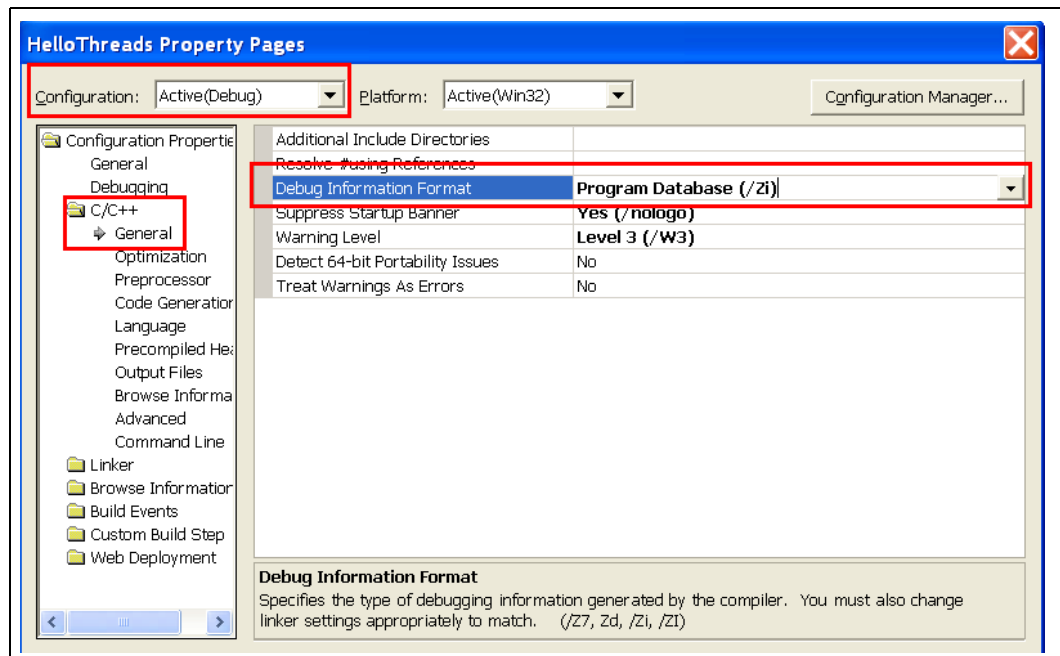 HelloThreads Property Pages
Configuration: Active(Debug) Platform: Active(Win32) Configuration Manager...
Configuration Propertie
General
Debugging
C/C++
General
Optimization
Preprocessor
Code Generation
Language
Precompiled Hea
Output Files
Browse Informa
Advanced
Command Line
Linker
Browse Information
Build Events
Custom Build Step
Web Deployment
Additional Include Directories
Resolve #using References
Debug Information Format Program Database (/Zi)
Suppress Startup Banner Yes (/nologo)
Warning Level Level 3 (/W3)
Detect 64-bit Portability Issues No
Treat Warnings As Errors No
Debug Information Format
Specifies the type of debugging information generated by the compiler. You must also change
linker settings appropriately to match. (/Z7, Zd, /Zi, /ZI)